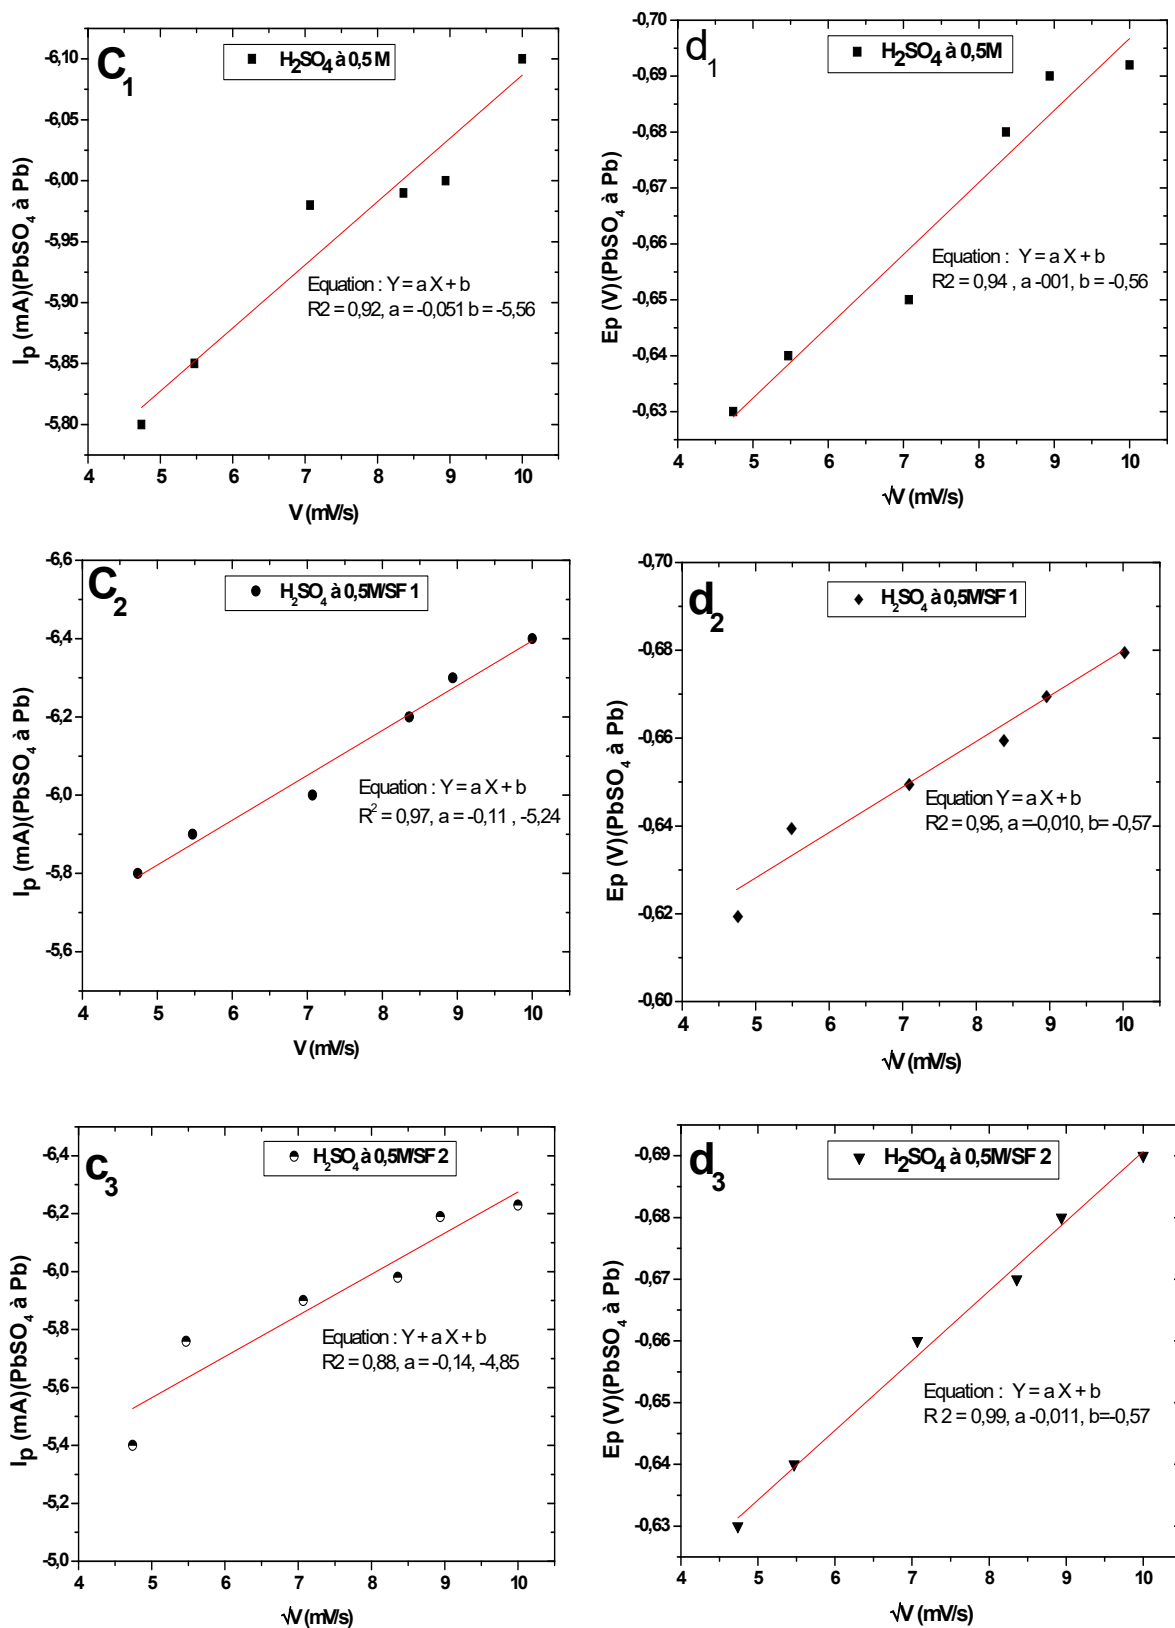 C1
H2SO4 à 0,5 M
-6,10
-6,05
-6,00
-5,95
-5,90
-5,85
-5,80
Ip (mA)(PbSO4 à Pb)
Equation : Y = a X + b
R2 = 0,92, a = -0,051 b = -5,56
4 5 6 7 8 9 10
V (mV/s)
d1
H2SO4 à 0,5M
-0,70
-0,69
-0,68
-0,67
-0,66
-0,65
-0,64
-0,63
Ep (V)(PbSO4 à Pb)
Equation : Y = a X + b
R2 = 0,94 , a -001, b = -0,56
4 5 6 7 8 9 10
√V (mV/s)
C2
H2SO4 à 0,5M/SF 1
-6,6
-6,4
-6,2
-6,0
-5,8
-5,6
Ip (mA)(PbSO4 à Pb)
Equation : Y = a X + b
R2 = 0,97, a = -0,11 , -5,24
4 5 6 7 8 9 10
V (mV/s)
d2
H2SO4 à 0,5M/SF 1
-0,70
-0,68
-0,66
-0,64
-0,62
-0,60
Ep (V)(PbSO4 à Pb)
Equation Y = a X + b
R2 = 0,95, a =-0,010, b= -0,57
4 5 6 7 8 9 10
√V (mV/s)
c3
H2SO4 à 0,5M/SF 2
-6,4
-6,2
-6,0
-5,8
-5,6
-5,4
-5,2
-5,0
Ip (mA)(PbSO4 à Pb)
Equation : Y + a X + b
R2 = 0,88, a = -0,14, -4,85
4 5 6 7 8 9 10
√V (mV/s)
d3
H2SO4 à 0,5M/SF 2
-0,69
-0,68
-0,67
-0,66
-0,65
-0,64
-0,63
Ep (V)(PbSO4 à Pb)
Equation : Y = a X + b
R 2 = 0,99, a -0,011, b=-0,57
4 5 6 7 8 9 10
√V (mV/s)